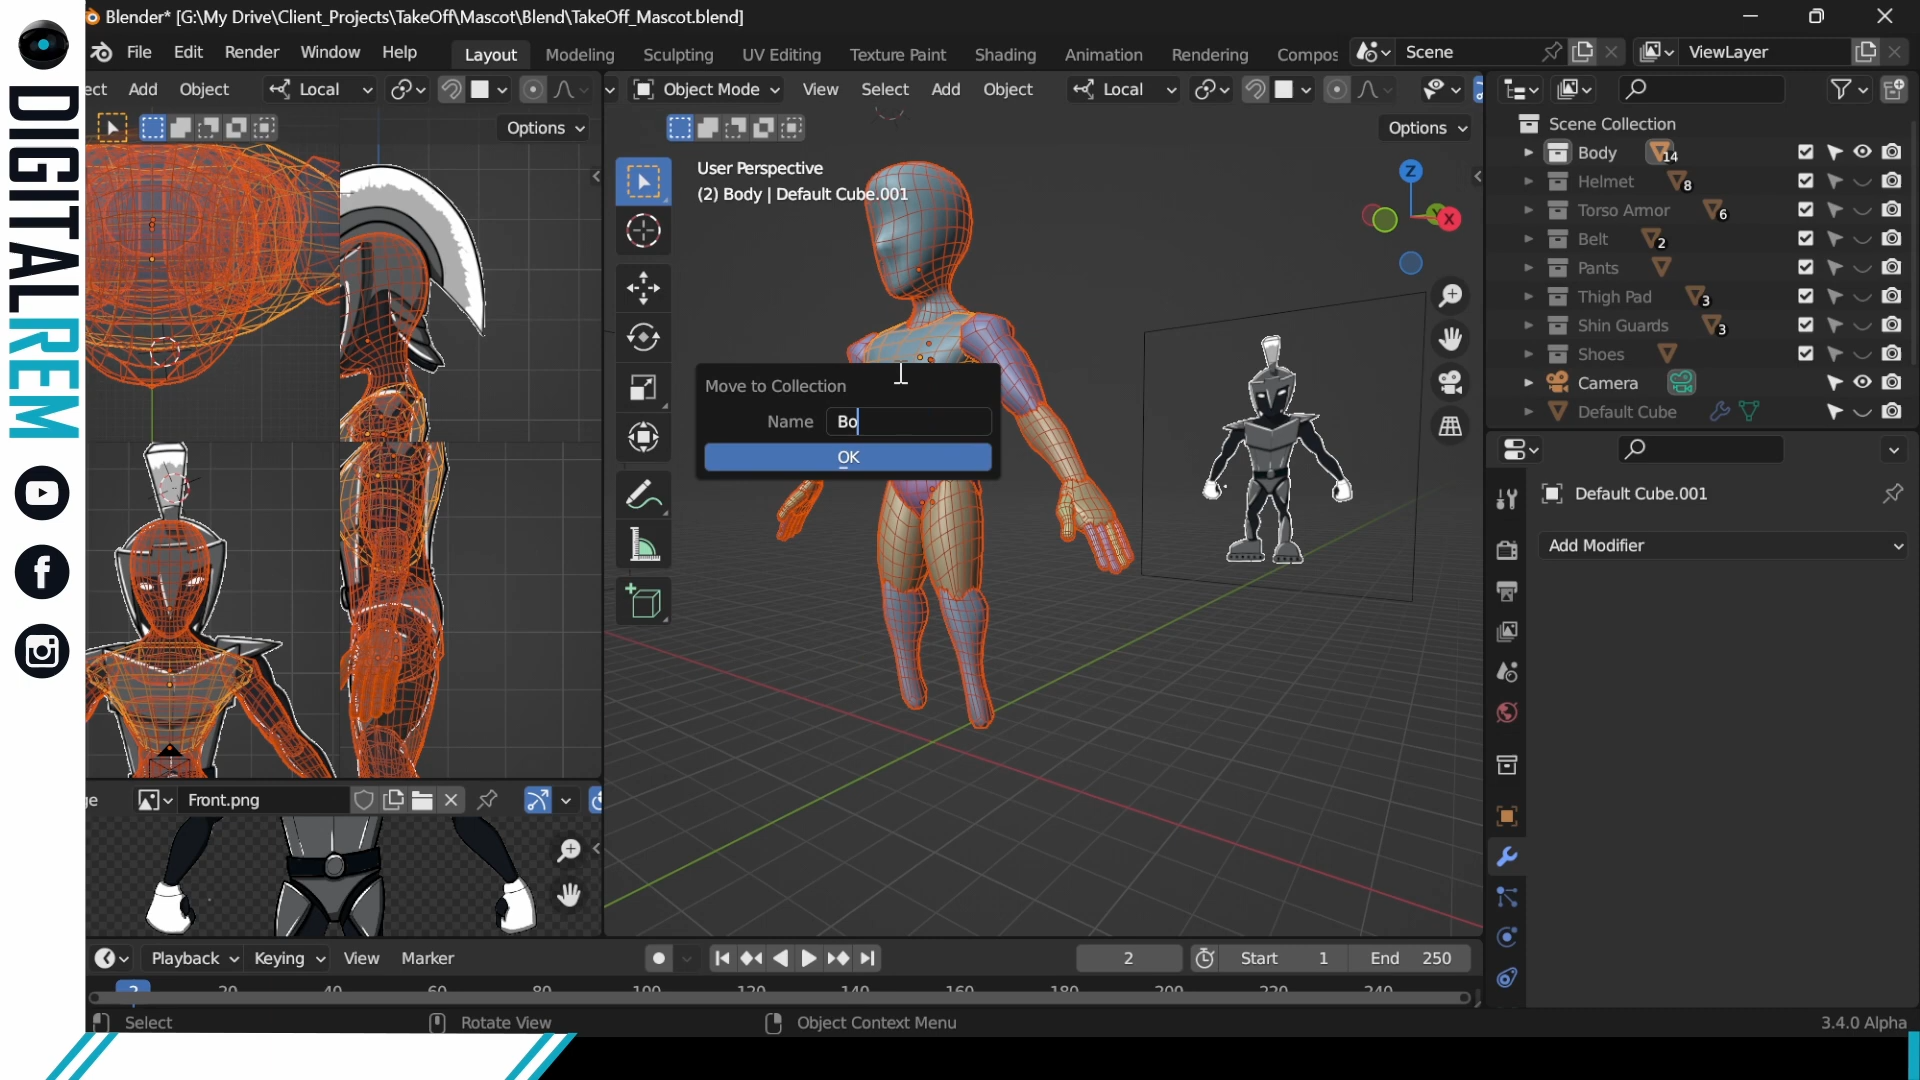 Blender* [G:\My Drive\Client_Projects\TakeOff\Mascot\Blend\TakeOff_Mascot.blend]
File Edit Render Window Help Layout Modeling Sculpting UV Editing Texture Paint Shading Animation Rendering Compos Scene ViewLayer
ect Add Object Local Object Mode View Select Add Object Local
Options Options
User Perspective
(2) Body | Default Cube.001
Z
Y
X
Move to Collection
Name Bo
OK
Scene Collection
Body 14
Helmet 8
Torso Armor 6
Belt 2
Pants
Thigh Pad 3
Shin Guards 3
Shoes
Camera
Default Cube
Default Cube.001
Add Modifier
ge Front.png
Playback Keying View Marker 2 Start 1 End 250
2 20 40 60 80 100 120 140 160 180 200 220 240
Select Rotate View Object Context Menu 3.4.0 Alpha
DIGITALREM